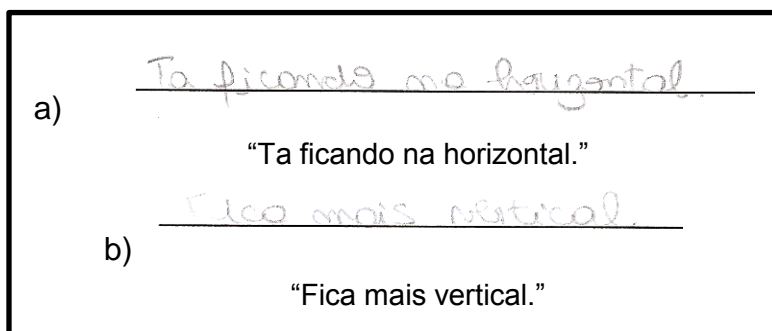 Ta ficando na horizontal.
a)
“Ta ficando na horizontal.”
Fica mais vertical.
b)
“Fica mais vertical.”